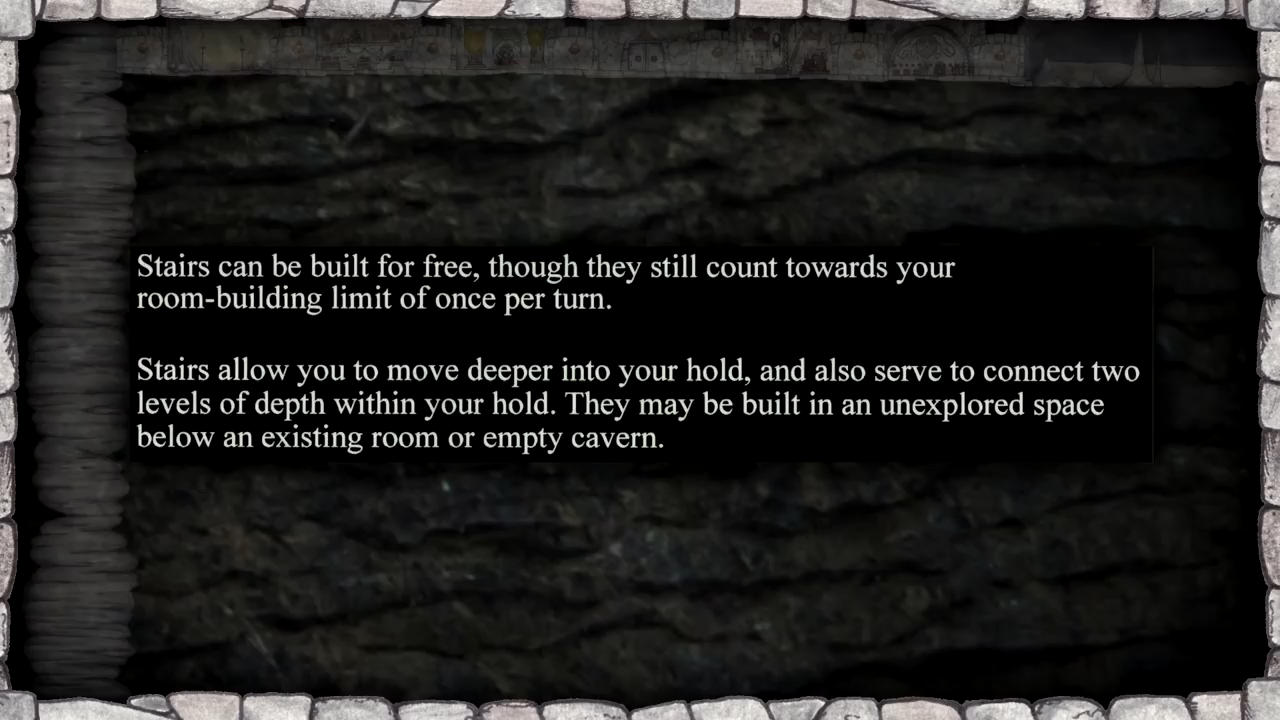 Stairs can be built for free, though they still count towards your
room-building limit of once per turn.
Stairs allow you to move deeper into your hold, and also serve to connect two
levels of depth within your hold. They may be built in an unexplored space
below an existing room or empty cavern.